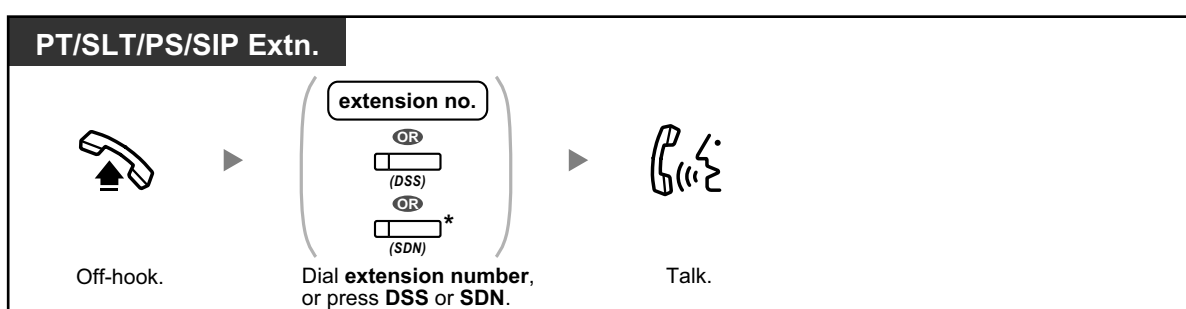 PT/SLT/PS/SIP Extn.
extension no.
OR
(DSS)
OR
*
(SDN)
Off-hook.
Dial extension number,
or press DSS or SDN.
Talk.